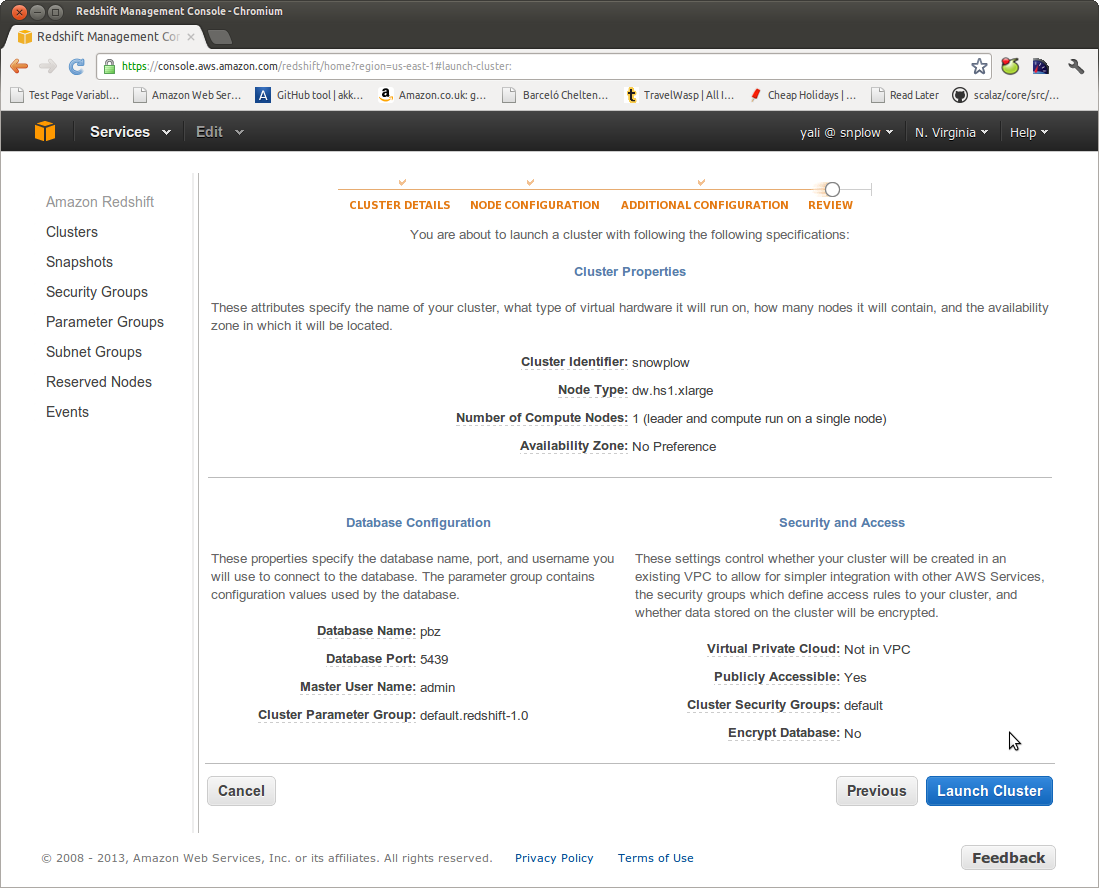 Redshift Management Console - Chromium
Redshift Management Con
https://console.aws.amazon.com/redshift/home?region=us-east-1#launch-cluster:
Test Page Variabl... Amazon Web Ser... A GitHub tool | akk... a Amazon.co.uk: g... Barceló Chelten... t TravelWasp | All I... Cheap Holidays | ... Read Later scalaz/core/src/...
Services Edit yali @ snplow N. Virginia Help
Amazon Redshift
Clusters
Snapshots
Security Groups
Parameter Groups
Subnet Groups
Reserved Nodes
Events
CLUSTER DETAILS NODE CONFIGURATION ADDITIONAL CONFIGURATION REVIEW
You are about to launch a cluster with following the following specifications:
Cluster Properties
These attributes specify the name of your cluster, what type of virtual hardware it will run on, how many nodes it will contain, and the availability
zone in which it will be located.
Cluster Identifier: snowplow
Node Type: dw.hs1.xlarge
Number of Compute Nodes: 1 (leader and compute run on a single node)
Availability Zone: No Preference
Database Configuration
These properties specify the database name, port, and username you
will use to connect to the database. The parameter group contains
configuration values used by the database.
Database Name: pbz
Database Port: 5439
Master User Name: admin
Cluster Parameter Group: default.redshift-1.0
Security and Access
These settings control whether your cluster will be created in an
existing VPC to allow for simpler integration with other AWS Services,
the security groups which define access rules to your cluster, and
whether data stored on the cluster will be encrypted.
Virtual Private Cloud: Not in VPC
Publicly Accessible: Yes
Cluster Security Groups: default
Encrypt Database: No
Cancel Previous Launch Cluster
© 2008 - 2013, Amazon Web Services, Inc. or its affiliates. All rights reserved. Privacy Policy Terms of Use Feedback